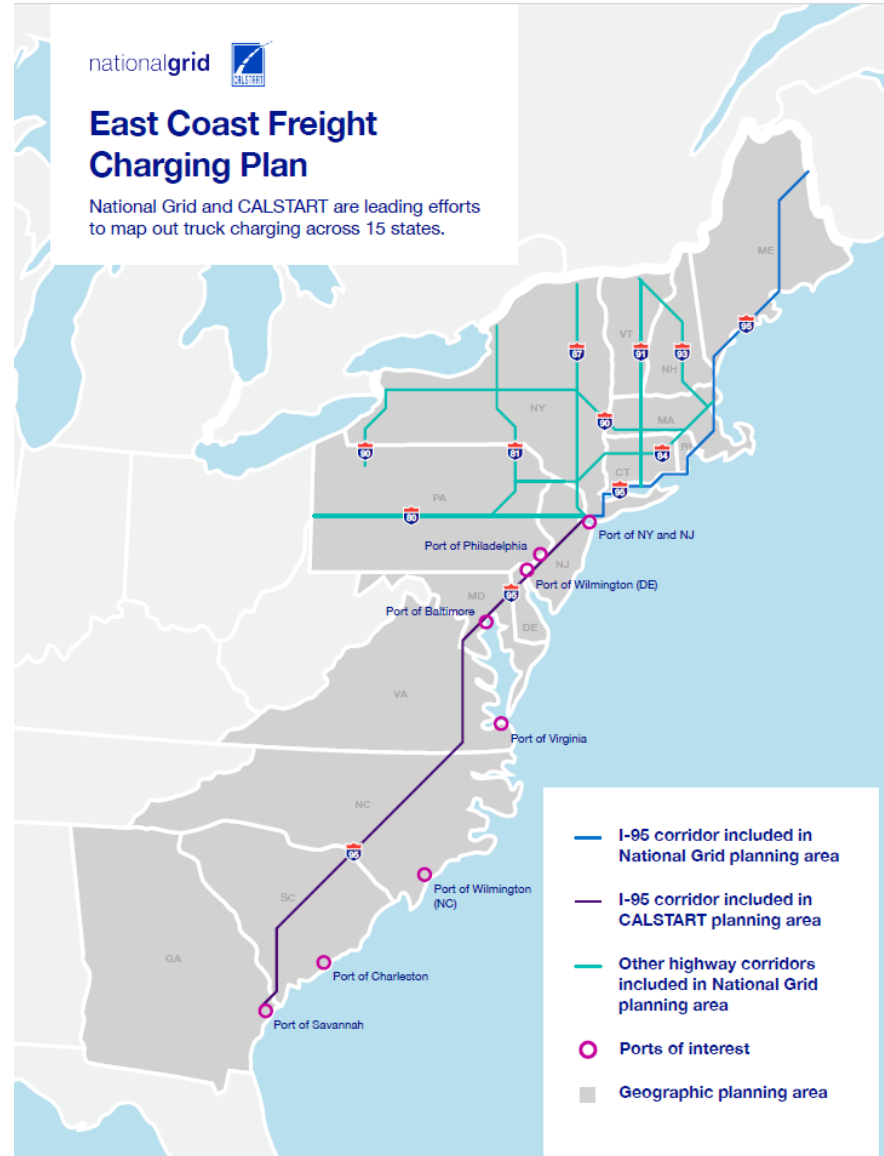 nationalgrid
CALSTART
East Coast Freight
Charging Plan
National Grid and CALSTART are leading efforts
to map out truck charging across 15 states.
ME
95
87
91
93
VT
NH
NY
90
MA
90
81
84
RI
CT
95
PA
80
Port of NY and NJ
Port of Philadelphia
NJ
Port of Wilmington (DE)
95
MD
Port of Baltimore
DE
VA
Port of Virginia
NC
95
Port of Wilmington
(NC)
SC
GA
Port of Charleston
Port of Savannah
I-95 corridor included in
National Grid planning area
I-95 corridor included in
CALSTART planning area
Other highway corridors
included in National Grid
planning area
Ports of interest
Geographic planning area